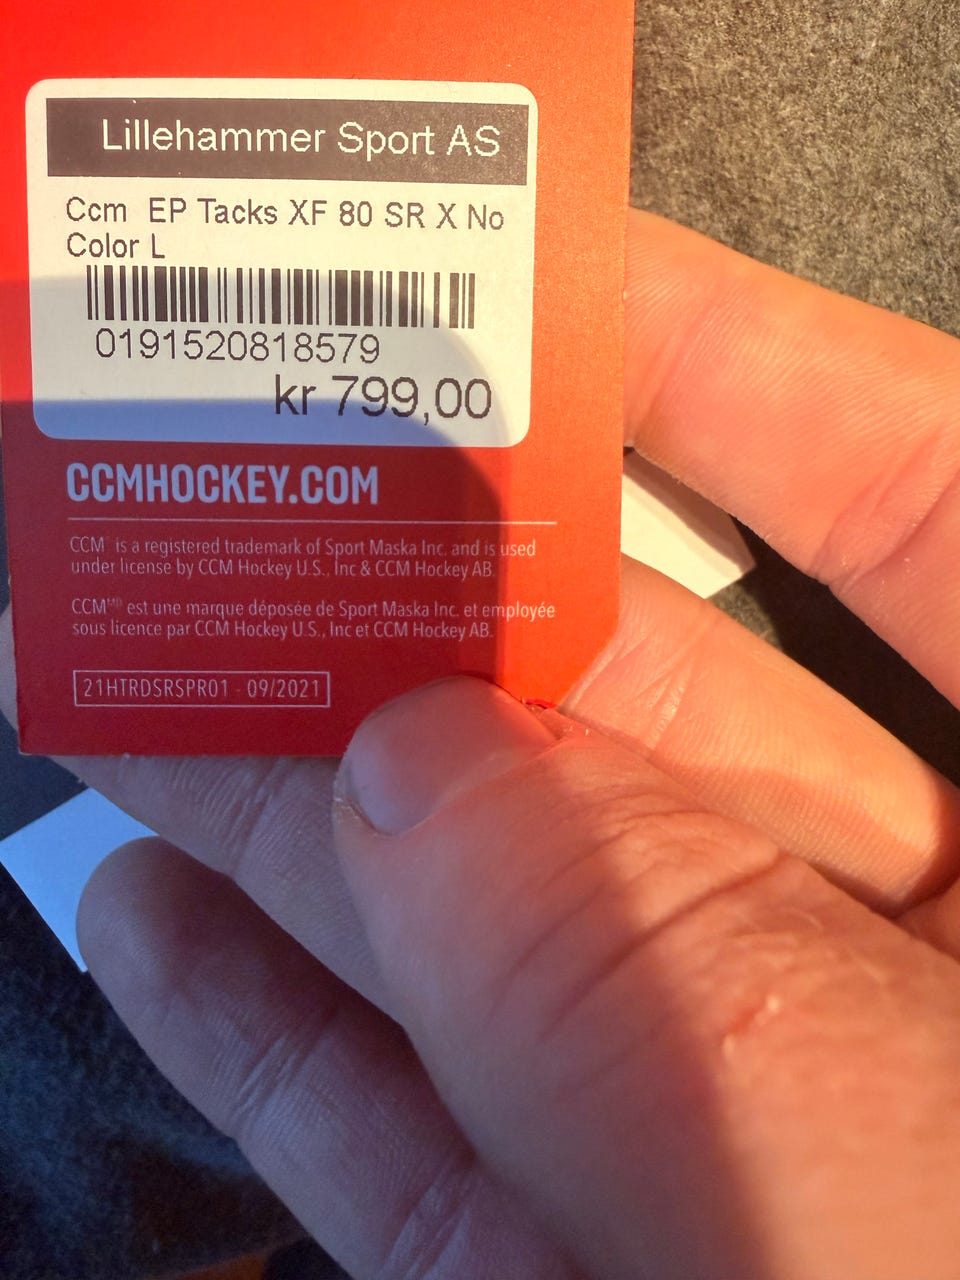 Lillehammer Sport AS
Ccm EP Tacks XF 80 SR X No
Color L
0191520818579
kr 799,00
CCMHOCKEY.COM
CCM is a registered trademark of Sport Maska Inc. and is used
under license by CCM Hockey U.S., Inc & CCM Hockey AB.
CCMᴹᴰ est une marque déposée de Sport Maska Inc. et employée
sous licence par CCM Hockey U.S., Inc et CCM Hockey AB.
21HTRDSRSPR01 - 09/2021